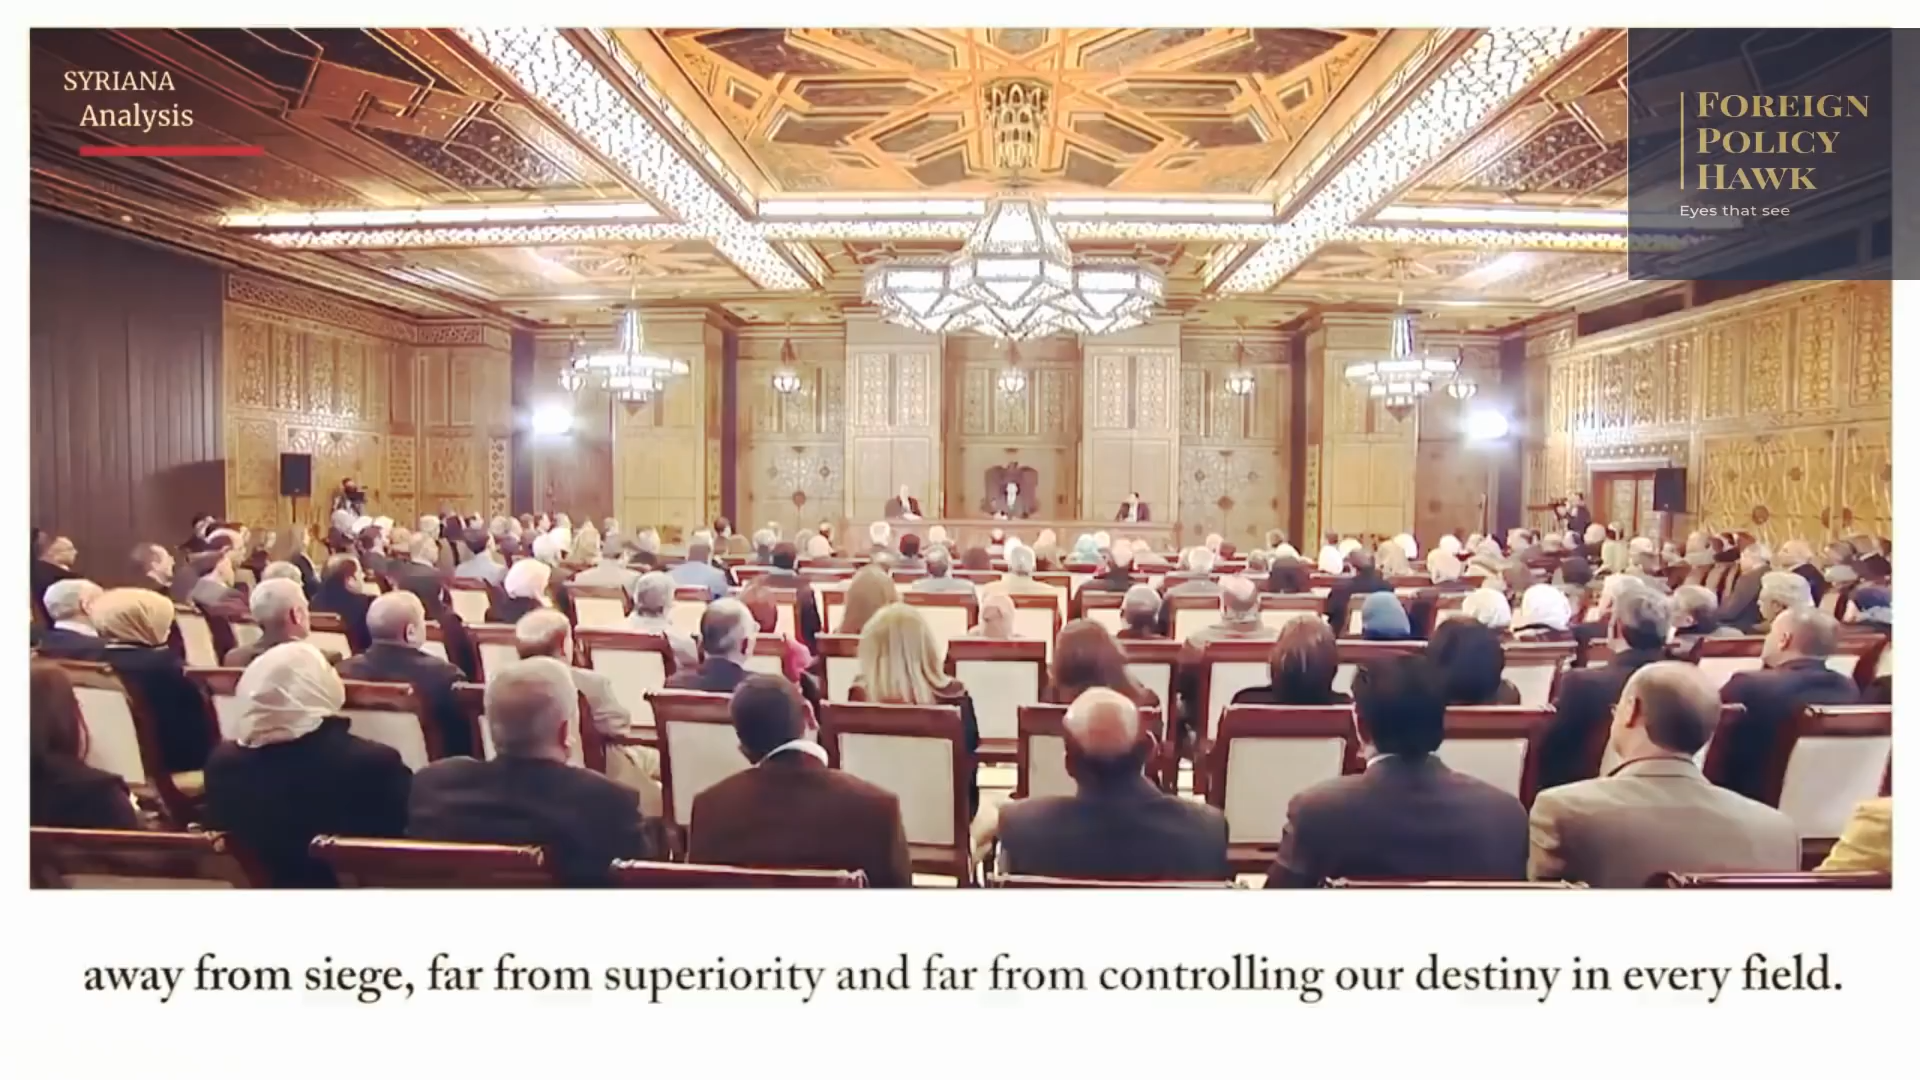 SYRIANA
Analysis
FOREIGN
POLICY
HAWK
Eyes that see
away from siege, far from superiority and far from controlling our destiny in every field.